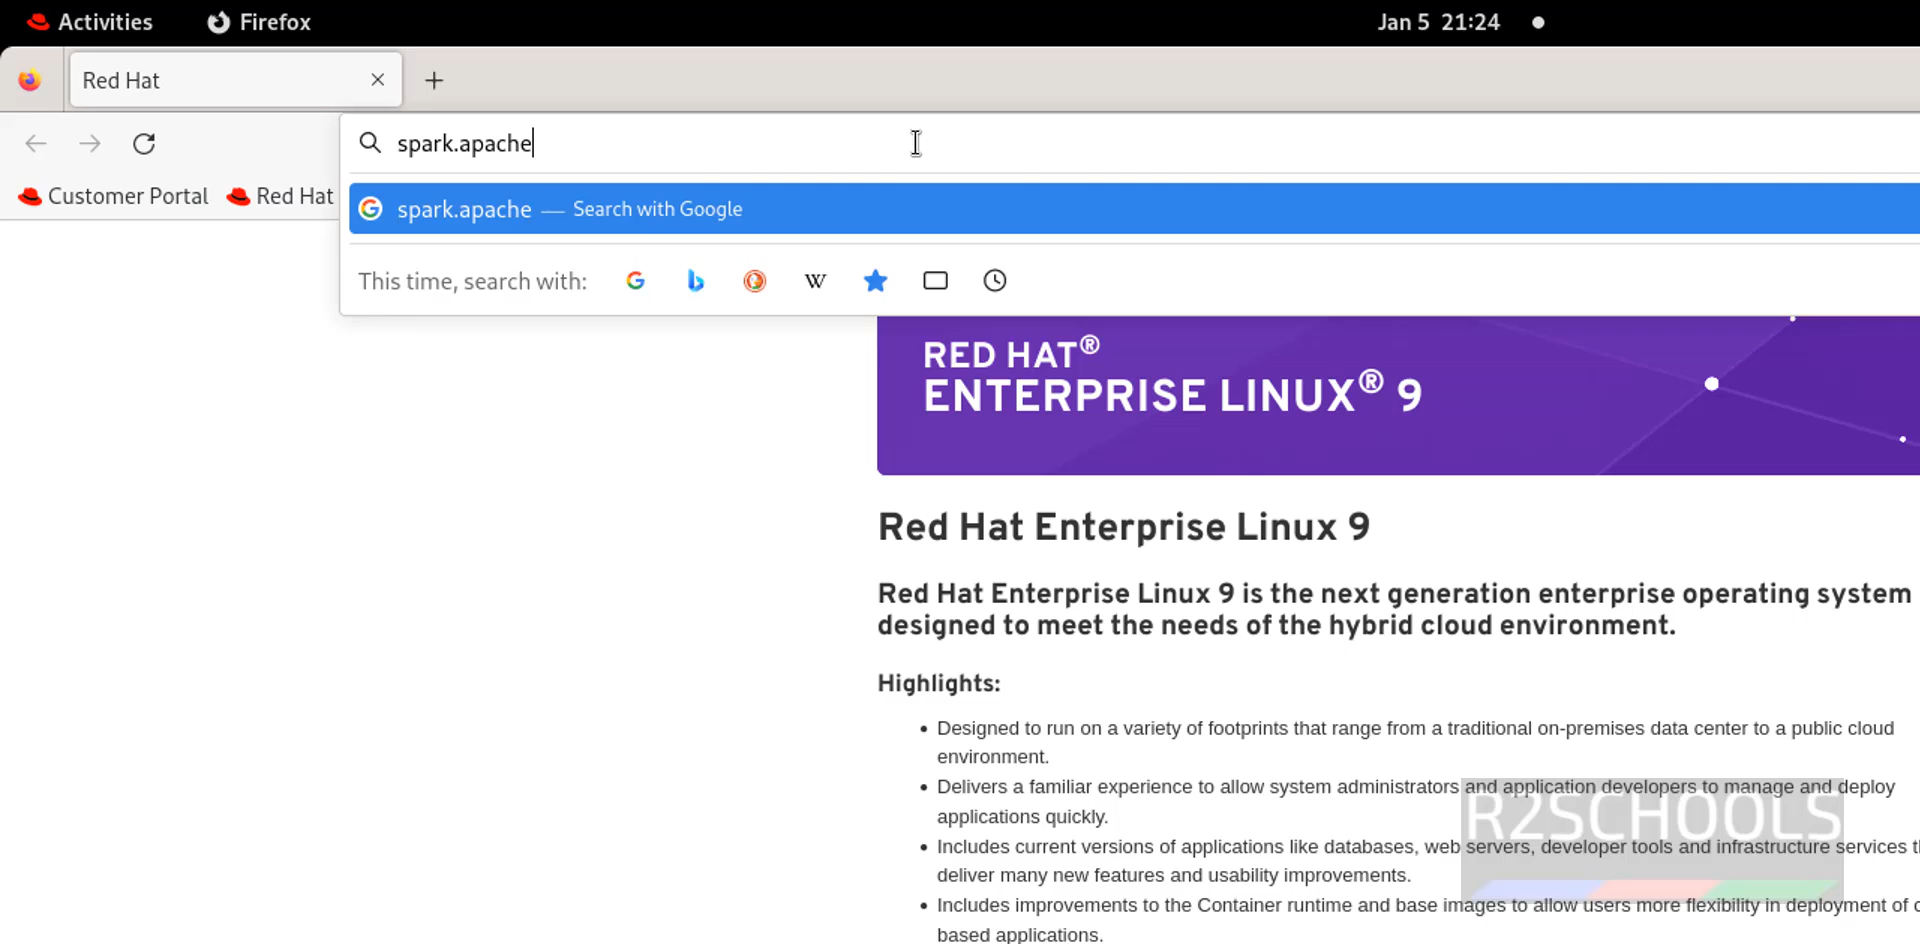 Activities Firefox Jan 5 21:24
Red Hat
spark.apache
Customer Portal Red Hat
spark.apache — Search with Google
This time, search with:
RED HAT®
ENTERPRISE LINUX® 9
Red Hat Enterprise Linux 9
Red Hat Enterprise Linux 9 is the next generation enterprise operating system
designed to meet the needs of the hybrid cloud environment.
Highlights:
• Designed to run on a variety of footprints that range from a traditional on-premises data center to a public cloud
environment.
• Delivers a familiar experience to allow system administrators and application developers to manage and deploy
applications quickly.
• Includes current versions of applications like databases, web servers, developer tools and infrastructure services
deliver many new features and usability improvements.
• Includes improvements to the Container runtime and base images to allow users more flexibility in deployment of
based applications.
R2SCHOOLS